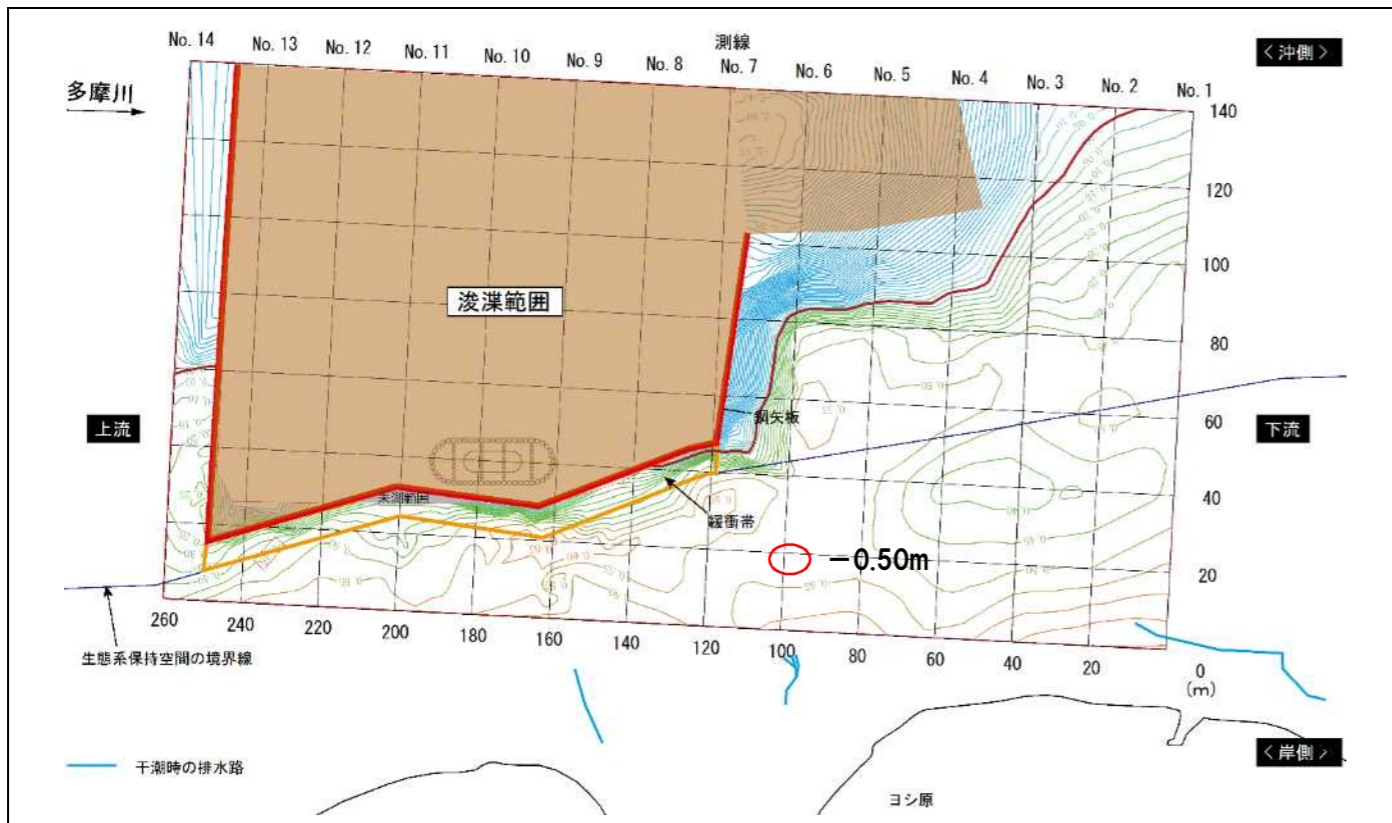 測線
No. 14 No. 13 No. 12 No. 11 No. 10 No. 9 No. 8 No. 7 No. 6 No. 5 No. 4 No. 3 No. 2 No. 1
＜沖側＞
多摩川
140
120
100
80
60
40
20
浚渫範囲
鋼矢板
上流
下流
未測範囲
緩衝帯
－0.50m
260 240 220 200 180 160 140 120 100 80 60 40 20 0
(m)
生態系保持空間の境界線
＜岸側＞
干潮時の排水路
ヨシ原